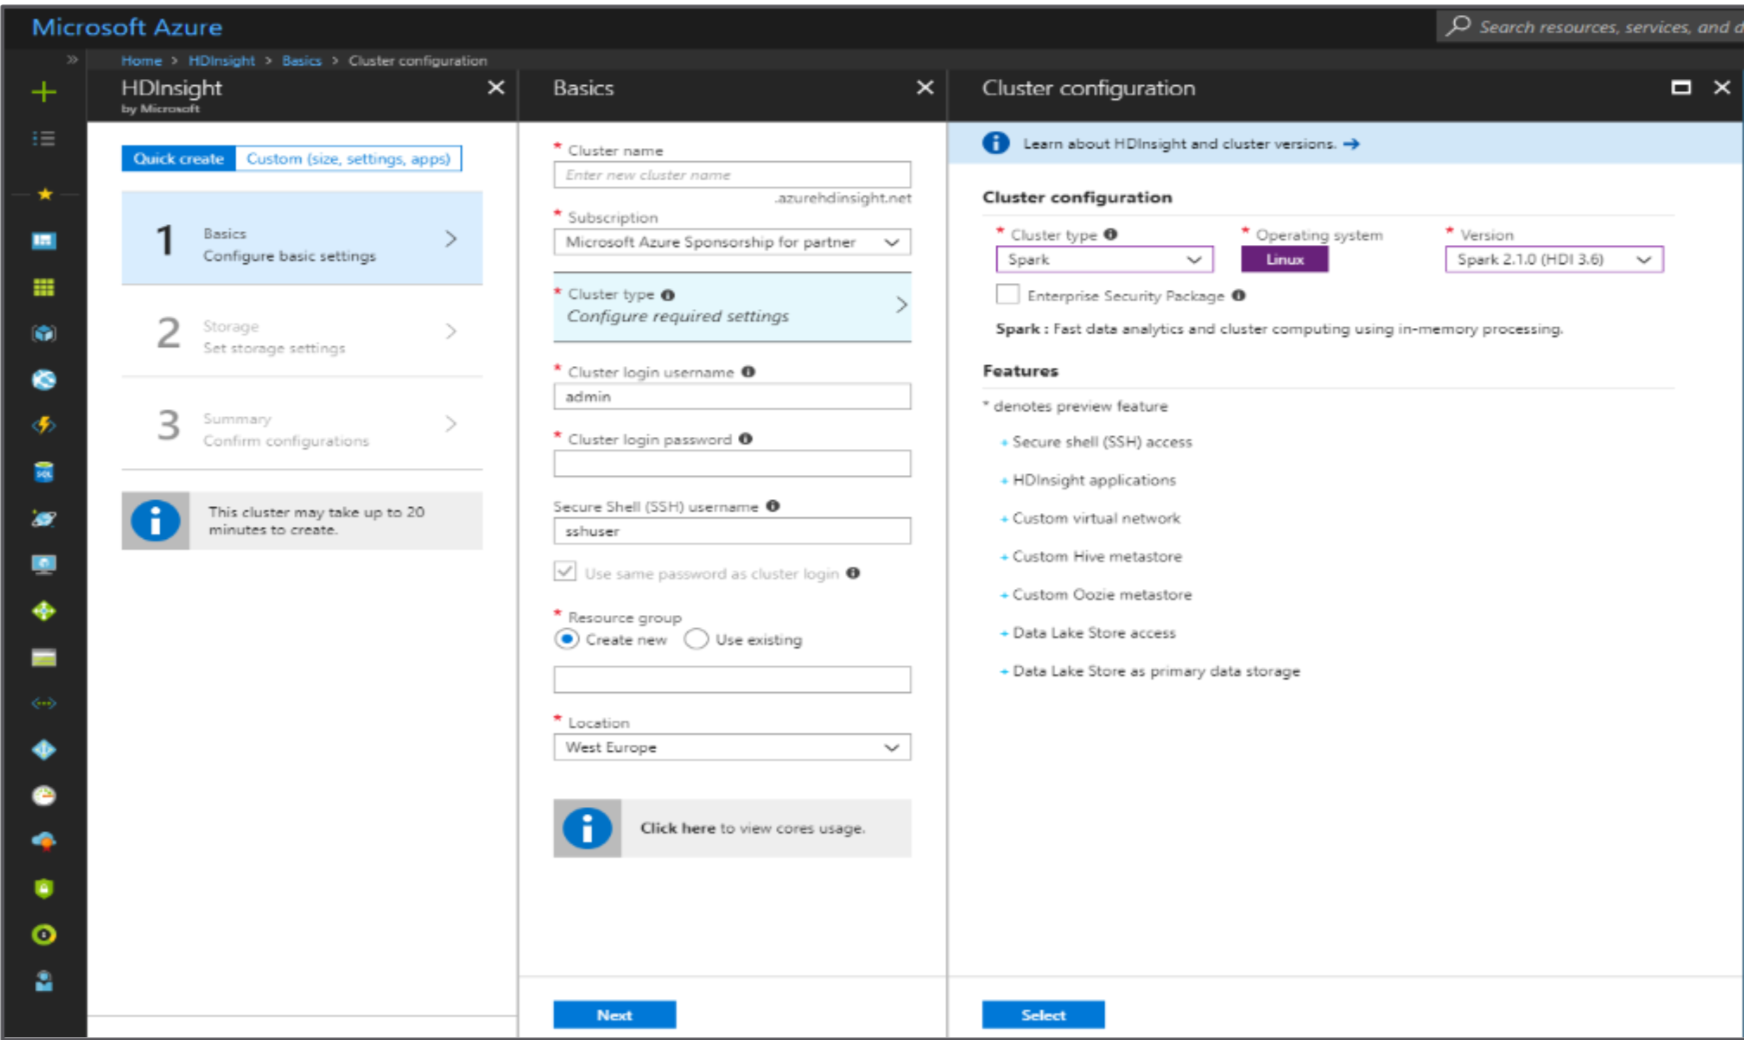 Microsoft Azure
Search resources, services, and d
Home > HDInsight > Basics > Cluster configuration
HDInsight
by Microsoft
Quick create
Custom (size, settings, apps)
1
Basics
Configure basic settings
2
Storage
Set storage settings
3
Summary
Confirm configurations
This cluster may take up to 20
minutes to create.
Basics
* Cluster name
Enter new cluster name
.azurehdinsight.net
* Subscription
Microsoft Azure Sponsorship for partner
* Cluster type
Configure required settings
* Cluster login username
admin
* Cluster login password
Secure Shell (SSH) username
sshuser
Use same password as cluster login
* Resource group
Create new Use existing
* Location
West Europe
Click here to view cores usage.
Next
Cluster configuration
Learn about HDInsight and cluster versions. →
Cluster configuration
* Cluster type * Operating system * Version
Spark Linux Spark 2.1.0 (HDI 3.6)
Enterprise Security Package
Spark : Fast data analytics and cluster computing using in-memory processing.
Features
* denotes preview feature
+ Secure shell (SSH) access
+ HDInsight applications
+ Custom virtual network
+ Custom Hive metastore
+ Custom Oozie metastore
+ Data Lake Store access
+ Data Lake Store as primary data storage
Select